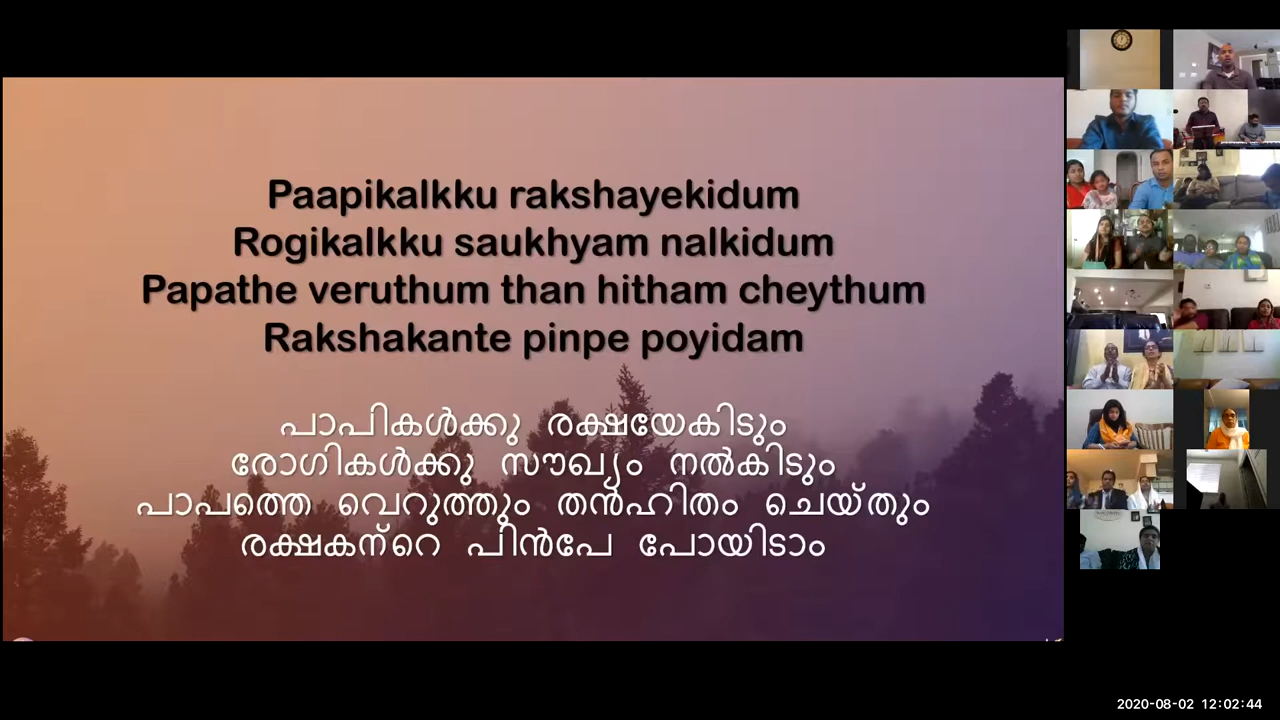 Paapikalkku rakshayekidum
Rogikalkku saukhyam nalkidum
Papathe veruthum than hitham cheythum
Rakshakante pinpe poyidam
പാപികൾക്കു രക്ഷയേകിടും
രോഗികൾക്കു സൗഖ്യം നൽകിടും
പാപത്തെ വെറുത്തും തൻഹിതം ചെയ്തും
രക്ഷകന്റെ പിൻപേ പോയിടാം
2020-08-02 12:02:44